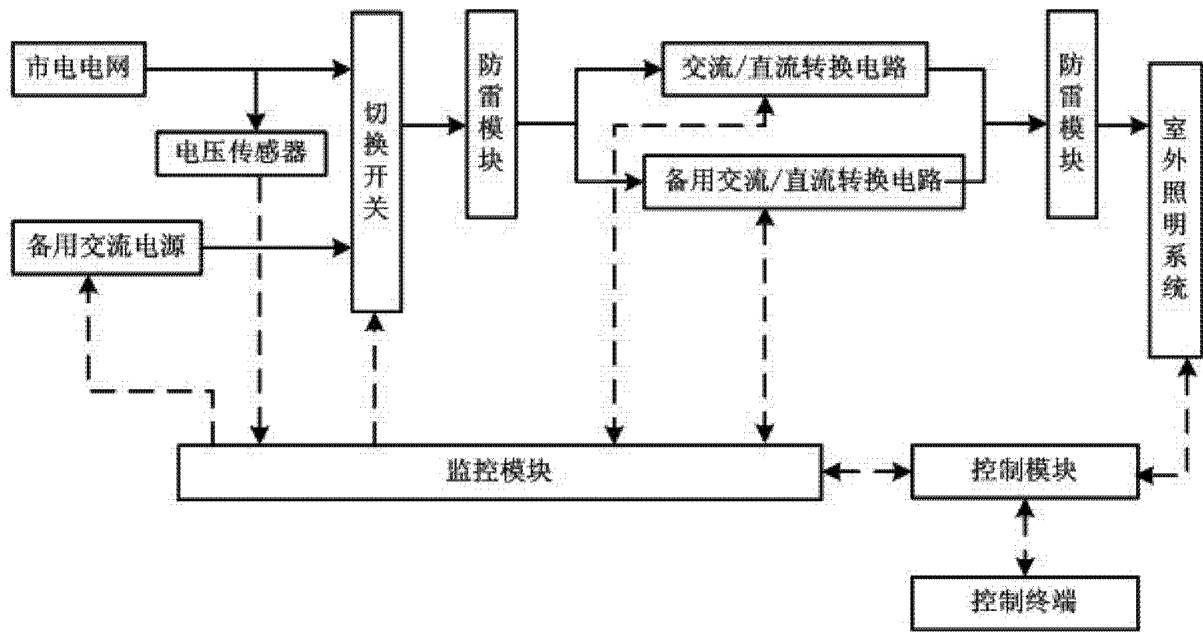 市电电网
电压传感器
备用交流电源
切换开关
防雷模块
交流/直流转换电路
备用交流/直流转换电路
防雷模块
室外照明系统
监控模块
控制模块
控制终端